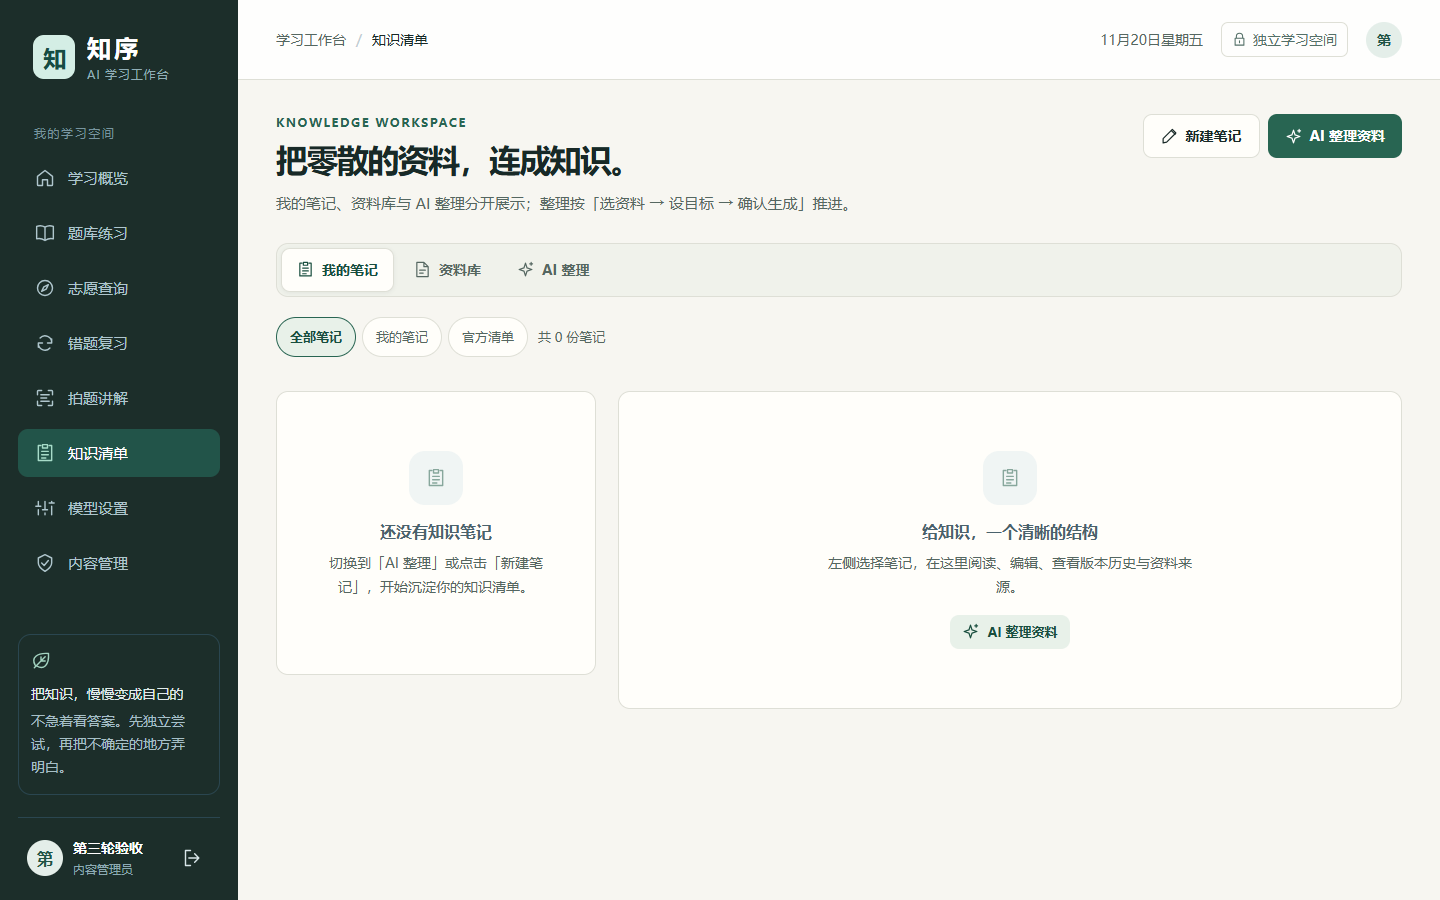 知
知序
AI 学习工作台
我的学习空间
学习概览
题库练习
志愿查询
错题复习
拍题讲解
知识清单
模型设置
内容管理
把知识，慢慢变成自己的
不急着看答案。先独立尝
试，再把不确定的地方弄
明白。
第
第三轮验收
内容管理员
学习工作台 / 知识清单
11月20日星期五
独立学习空间
第
KNOWLEDGE WORKSPACE
把零散的资料，连成知识。
我的笔记、资料库与 AI 整理分开展示；整理按「选资料 → 设目标 → 确认生成」推进。
新建笔记
AI 整理资料
我的笔记
资料库
AI 整理
全部笔记
我的笔记
官方清单
共 0 份笔记
还没有知识笔记
切换到「AI 整理」或点击「新建笔
记」，开始沉淀你的知识清单。
给知识，一个清晰的结构
左侧选择笔记，在这里阅读、编辑、查看版本历史与资料来
源。
AI 整理资料